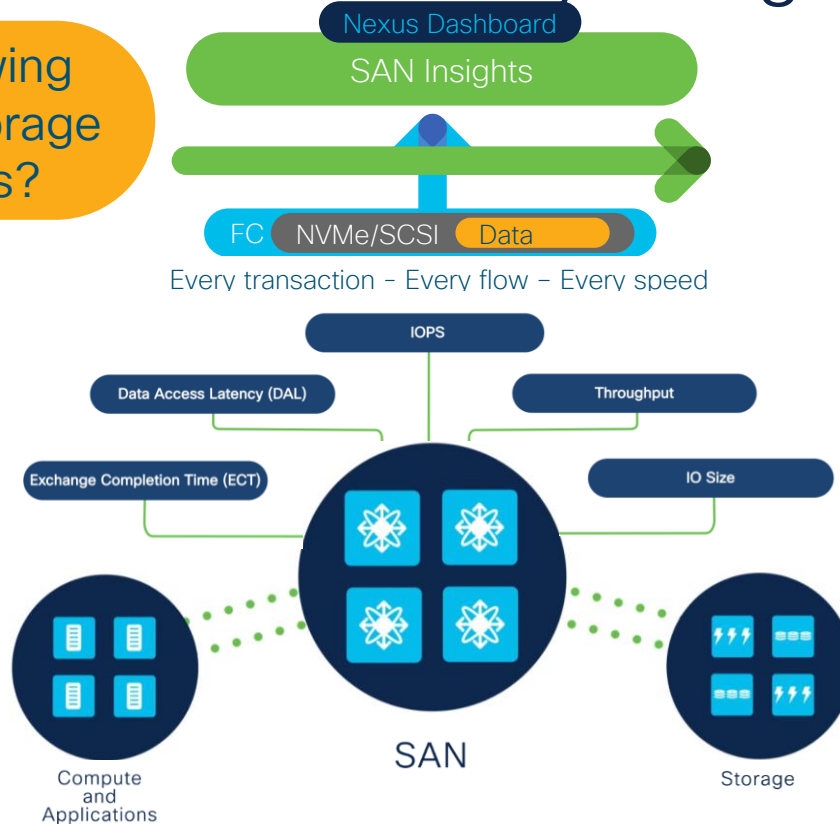 Nexus Dashboard
SAN Insights
orage
s?
FC NVMe/SCSI Data
Every transaction - Every flow – Every speed
IOPS
Data Access Latency (DAL)
Throughput
Exchange Completion Time (ECT)
IO Size
SAN
Compute
and
Applications
Storage